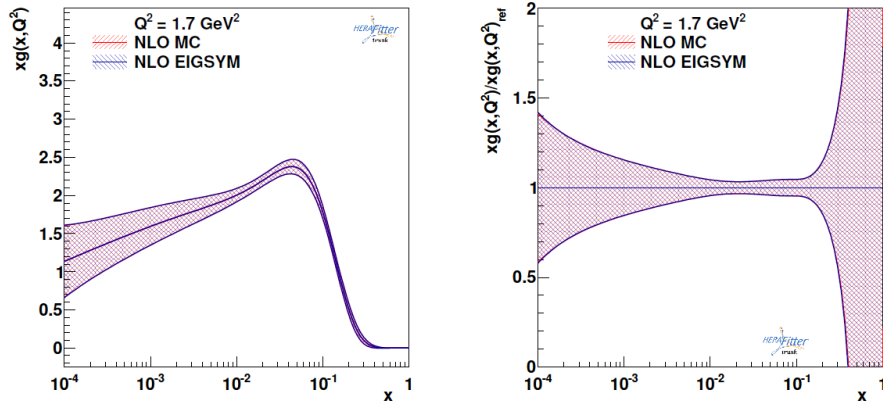 Q² = 1.7 GeV²
NLO MC
NLO EIGSYM
HERAFitter
trunk
xg(x,Q²)
4
3.5
3
2.5
2
1.5
1
0.5
0
10⁻⁴
10⁻³
10⁻²
10⁻¹
1
x
Q² = 1.7 GeV²
NLO MC
NLO EIGSYM
xg(x,Q²)/xg(x,Q²)ref
2
1.5
1
0.5
0
HERAFitter
trunk
10⁻⁴
10⁻³
10⁻²
10⁻¹
1
x